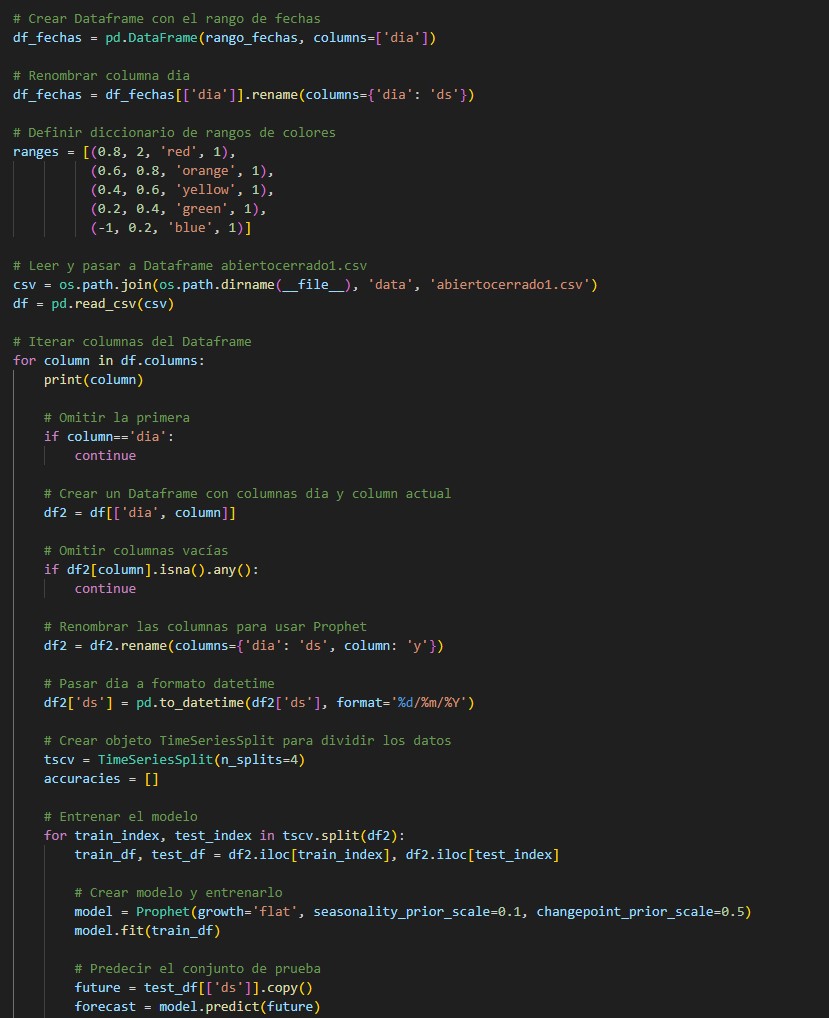 # Crear Dataframe con el rango de fechas
df_fechas = pd.DataFrame(rango_fechas, columns=['dia'])

# Renombrar columna dia
df_fechas = df_fechas[['dia']].rename(columns={'dia': 'ds'})

# Definir diccionario de rangos de colores
ranges = [(0.8, 2, 'red', 1),
          (0.6, 0.8, 'orange', 1),
          (0.4, 0.6, 'yellow', 1),
          (0.2, 0.4, 'green', 1),
          (-1, 0.2, 'blue', 1)]

# Leer y pasar a Dataframe abiertocerrado1.csv
csv = os.path.join(os.path.dirname(__file__), 'data', 'abiertocerrado1.csv')
df = pd.read_csv(csv)

# Iterar columnas del Dataframe
for column in df.columns:
    print(column)

    # Omitir la primera
    if column=='dia':
        continue

    # Crear un Dataframe con columnas dia y column actual
    df2 = df[['dia', column]]

    # Omitir columnas vacías
    if df2[column].isna().any():
        continue

    # Renombrar las columnas para usar Prophet
    df2 = df2.rename(columns={'dia': 'ds', column: 'y'})

    # Pasar dia a formato datetime
    df2['ds'] = pd.to_datetime(df2['ds'], format='%d/%m/%Y')

    # Crear objeto TimeSeriesSplit para dividir los datos
    tscv = TimeSeriesSplit(n_splits=4)
    accuracies = []

    # Entrenar el modelo
    for train_index, test_index in tscv.split(df2):
        train_df, test_df = df2.iloc[train_index], df2.iloc[test_index]

        # Crear modelo y entrenarlo
        model = Prophet(growth='flat', seasonality_prior_scale=0.1, changepoint_prior_scale=0.5)
        model.fit(train_df)

        # Predecir el conjunto de prueba
        future = test_df[['ds']].copy()
        forecast = model.predict(future)